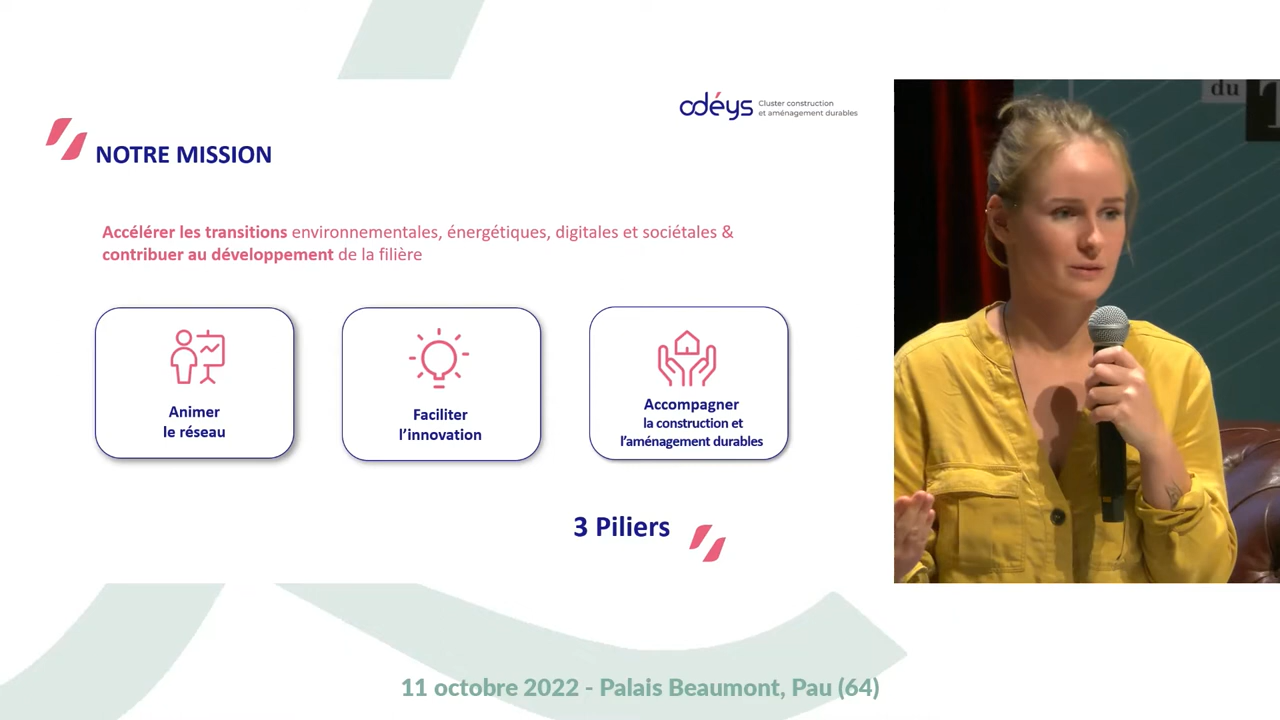 odéys
Cluster construction
et aménagement durables
du
NOTRE MISSION
Accélérer les transitions environnementales, énergétiques, digitales et sociétales &
contribuer au développement de la filière
Animer
le réseau
Faciliter
l'innovation
Accompagner
la construction et
l'aménagement durables
3 Piliers
11 octobre 2022 - Palais Beaumont, Pau (64)